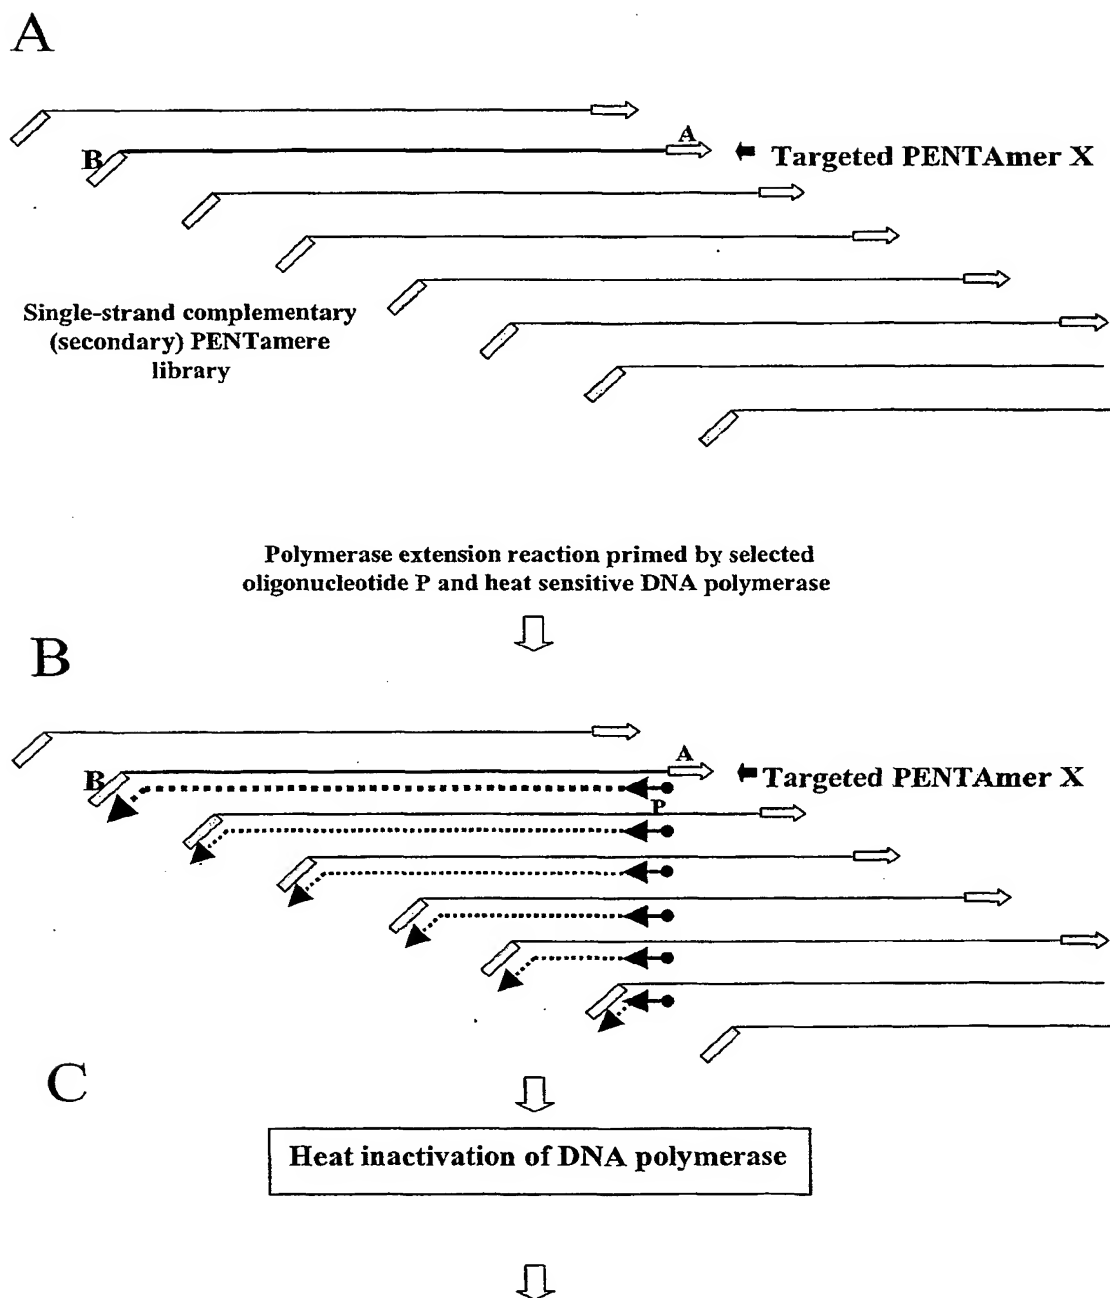 A
A
B
Targeted PENTAmer X
Single-strand complementary
(secondary) PENTamere
library
Polymerase extension reaction primed by selected
oligonucleotide P and heat sensitive DNA polymerase
B
A
B
Targeted PENTAmer X
P
C
Heat inactivation of DNA polymerase